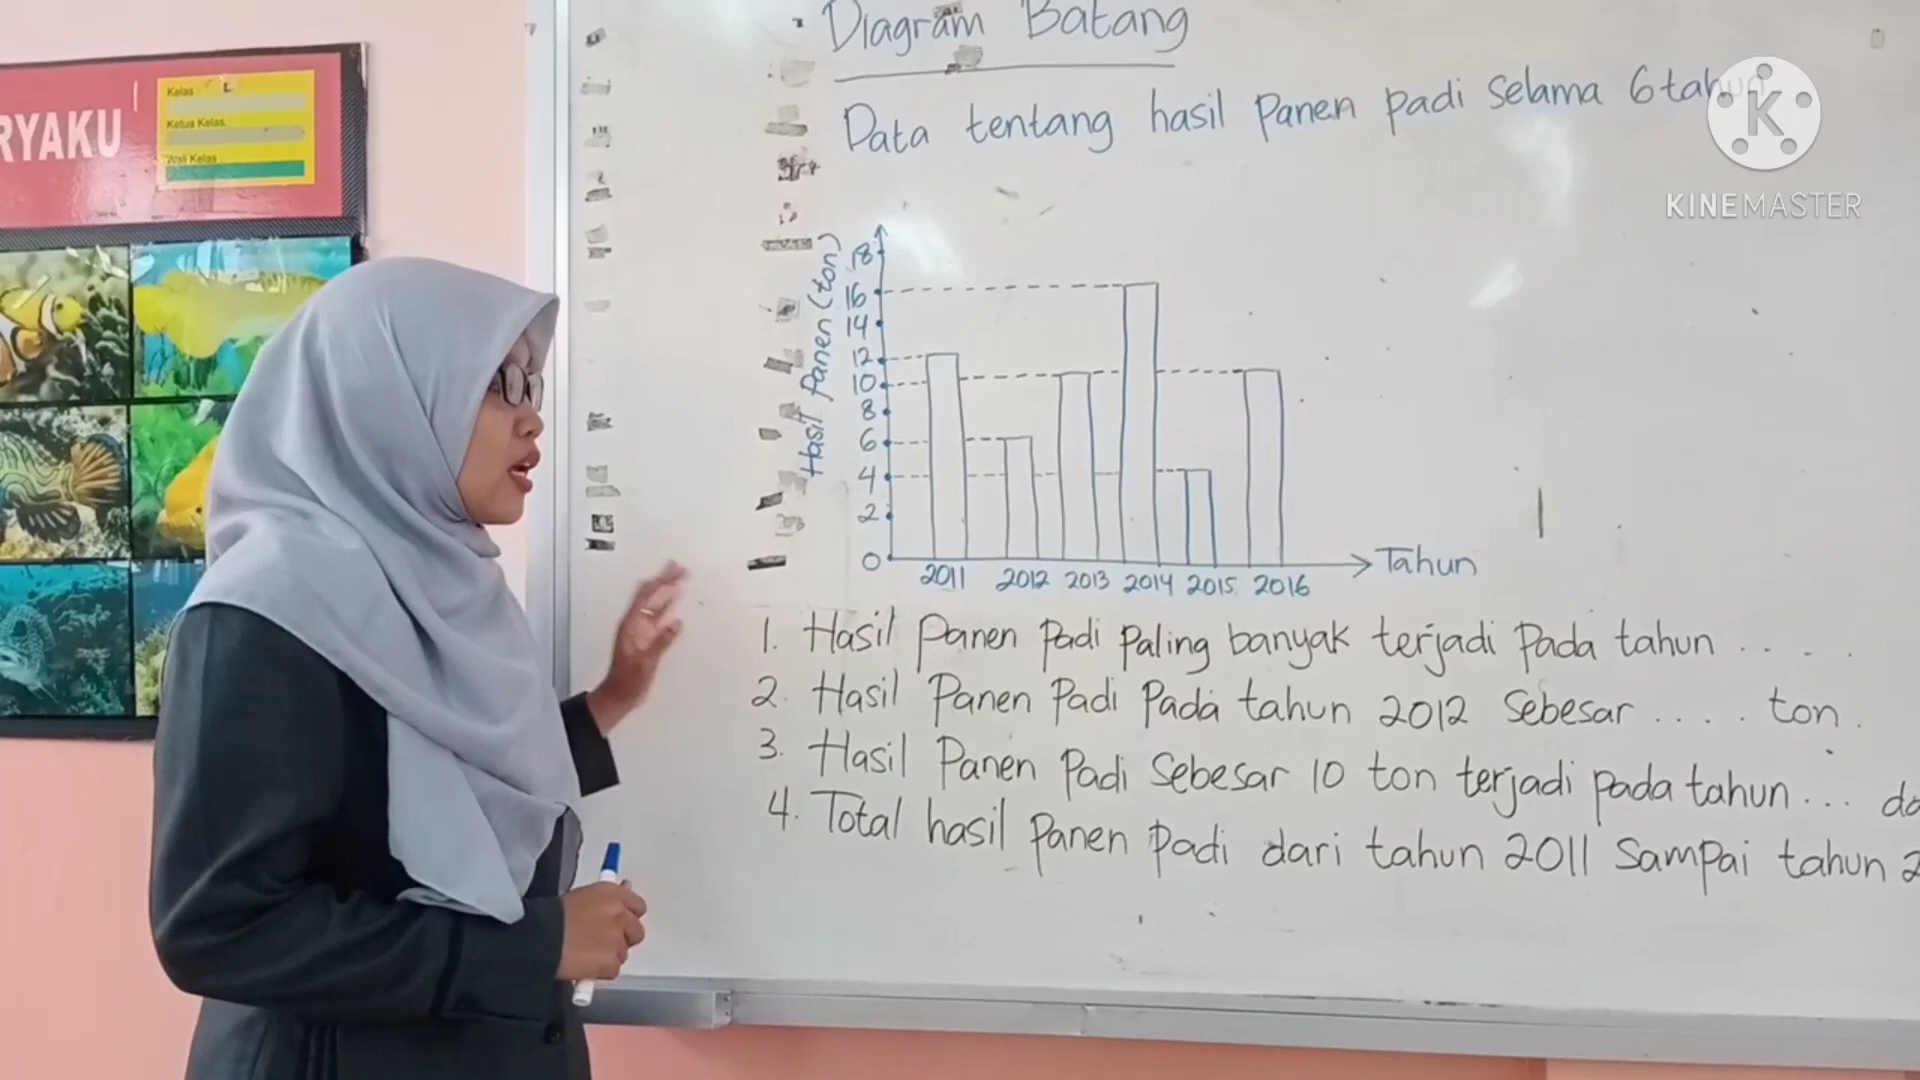 RYAKU
Kelas
Ketua Kelas
Wali Kelas
Diagram Batang
Data tentang hasil Panen padi selama 6 tahun
KINEMASTER
Hasil Panen (ton)
18
16
14
12
10
8
6
4
2
0
2011 2012 2013 2014 2015 2016
Tahun
1. Hasil Panen Padi Paling banyak terjadi Pada tahun ....
2. Hasil Panen Padi Pada tahun 2012 Sebesar .... ton.
3. Hasil Panen Padi Sebesar 10 ton terjadi pada tahun... da
4. Total hasil Panen Padi dari tahun 2011 Sampai tahun 2